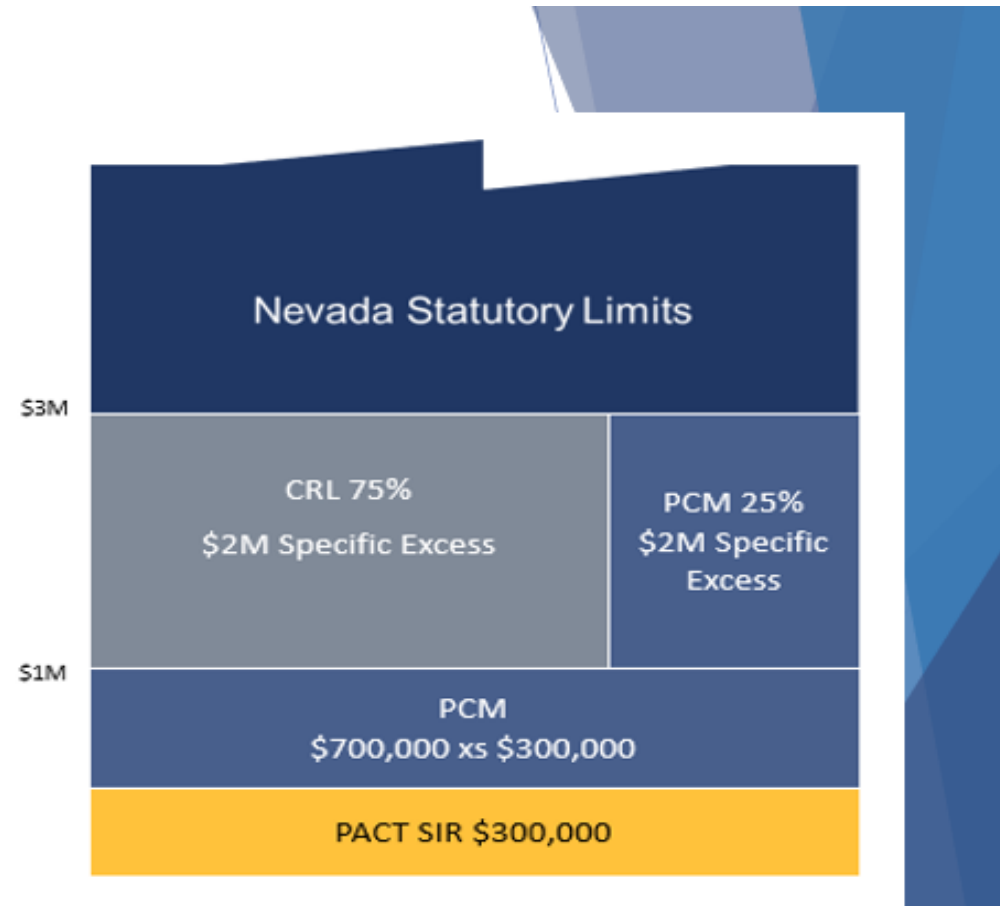 Nevada Statutory Limits
$3M
CRL 75%
$2M Specific Excess
PCM 25%
$2M Specific
Excess
$1M
PCM
$700,000 xs $300,000
PACT SIR $300,000